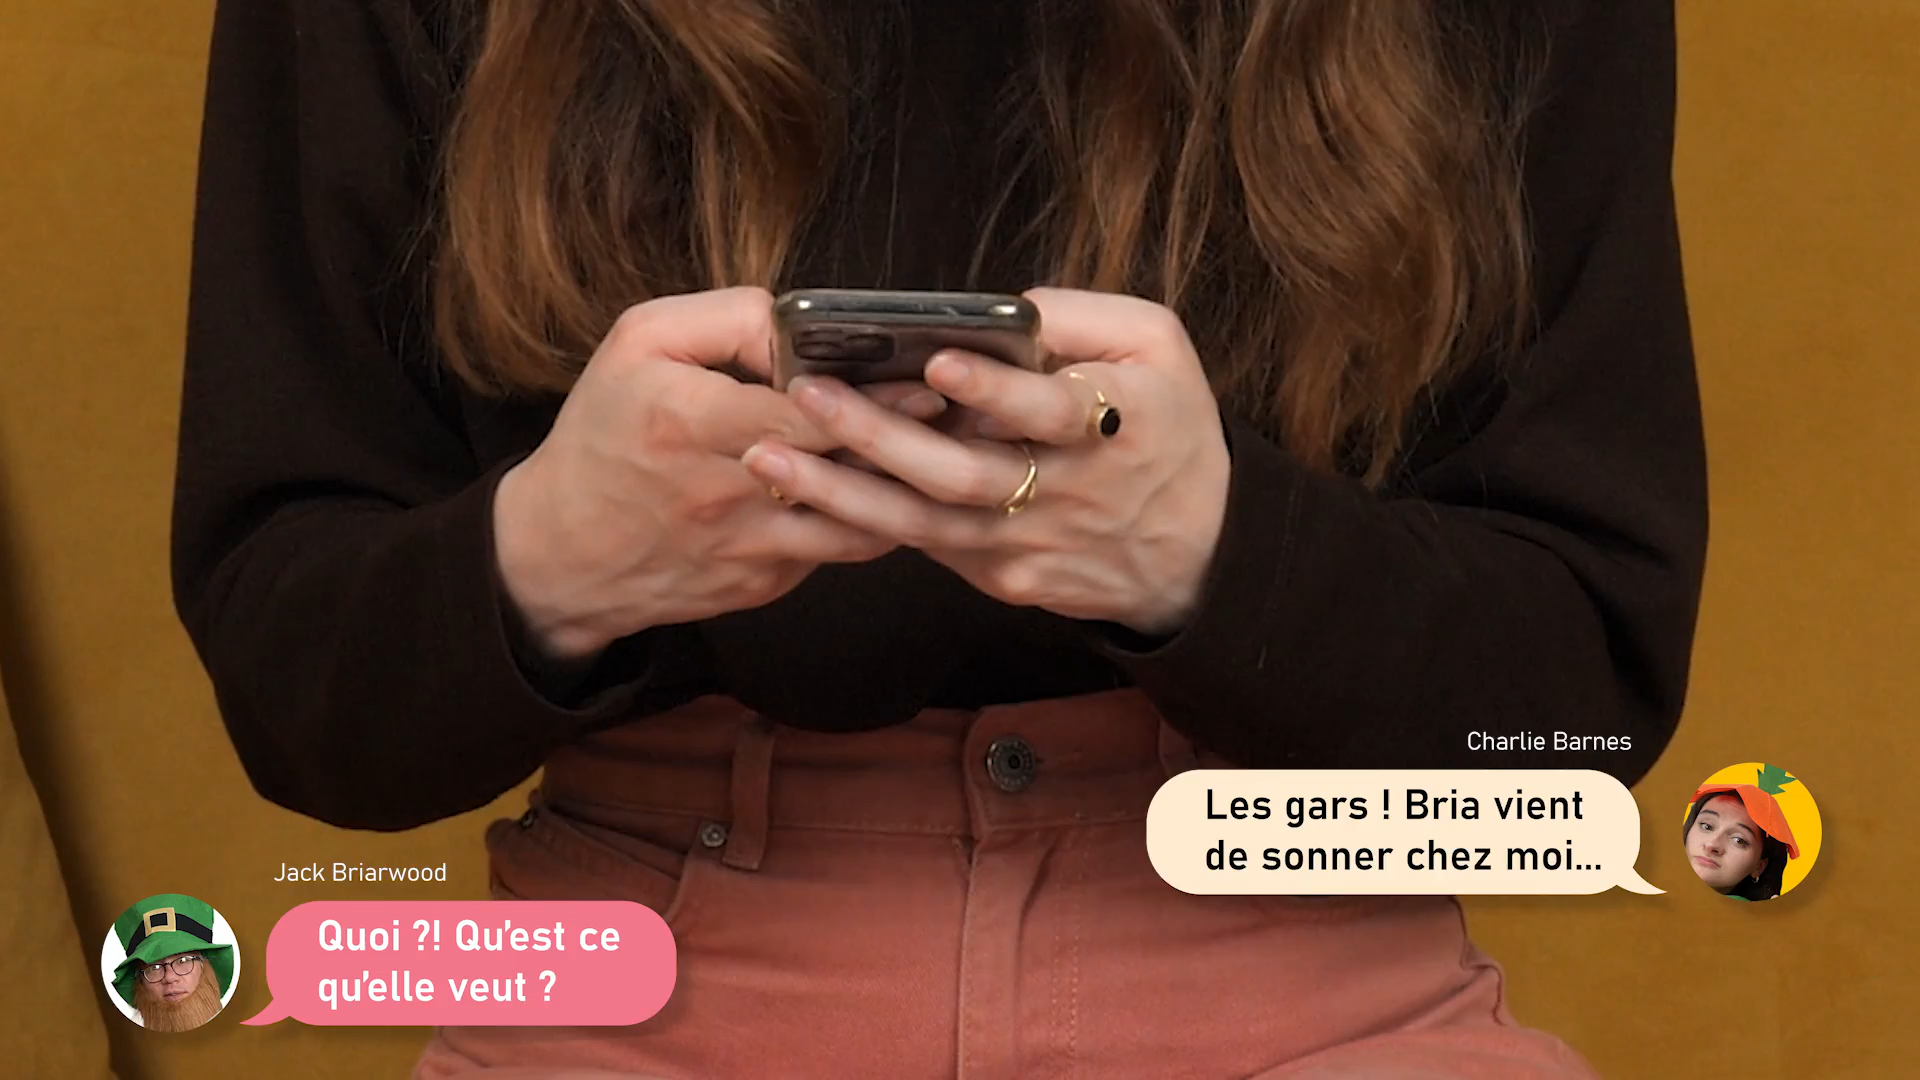 Charlie Barnes
Les gars ! Bria vient
de sonner chez moi...
Jack Briarwood
Quoi ?! Qu'est ce
qu'elle veut ?